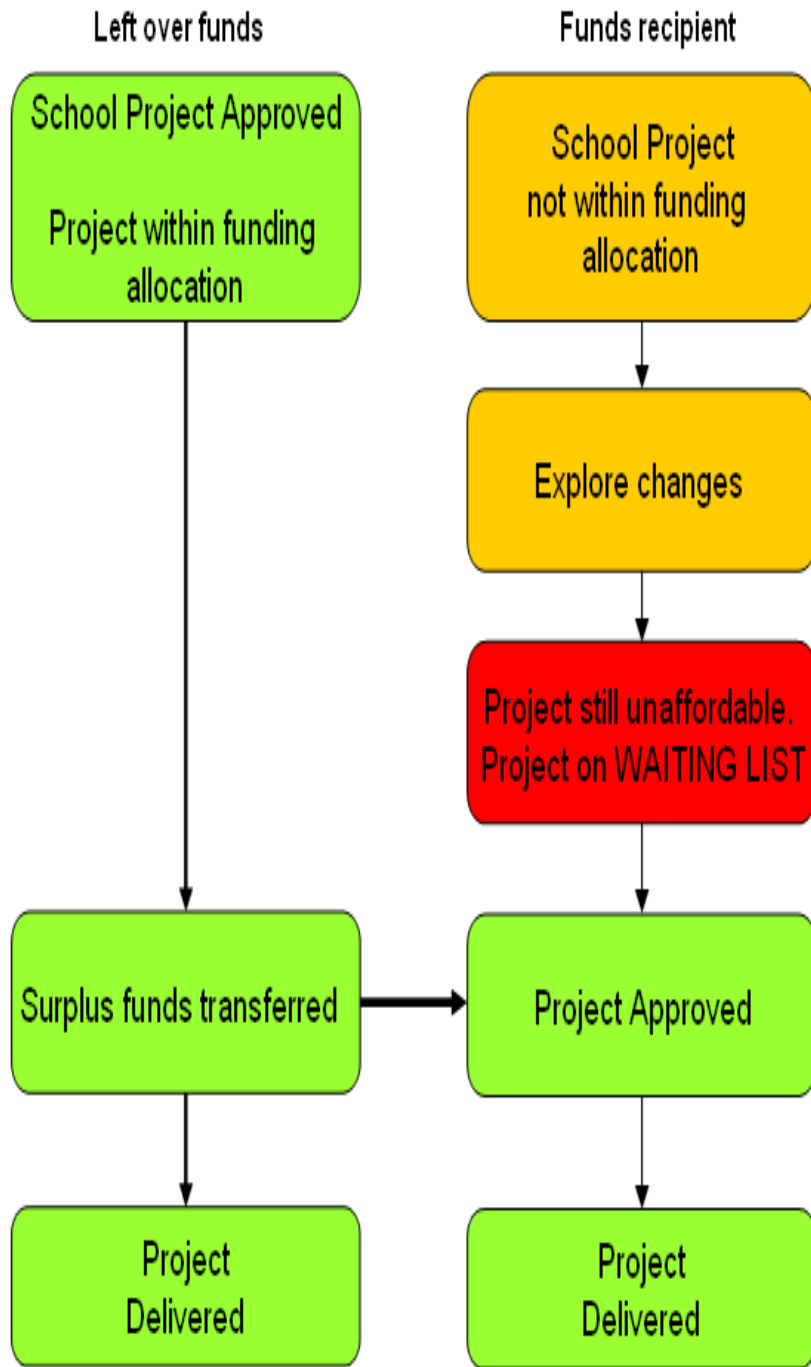 Left over funds
Funds recipient
School Project Approved
Project within funding
allocation
School Project
not within funding
allocation
Explore changes
Project still unaffordable.
Project on WAITING LIST
Surplus funds transferred
Project Approved
Project
Delivered
Project
Delivered